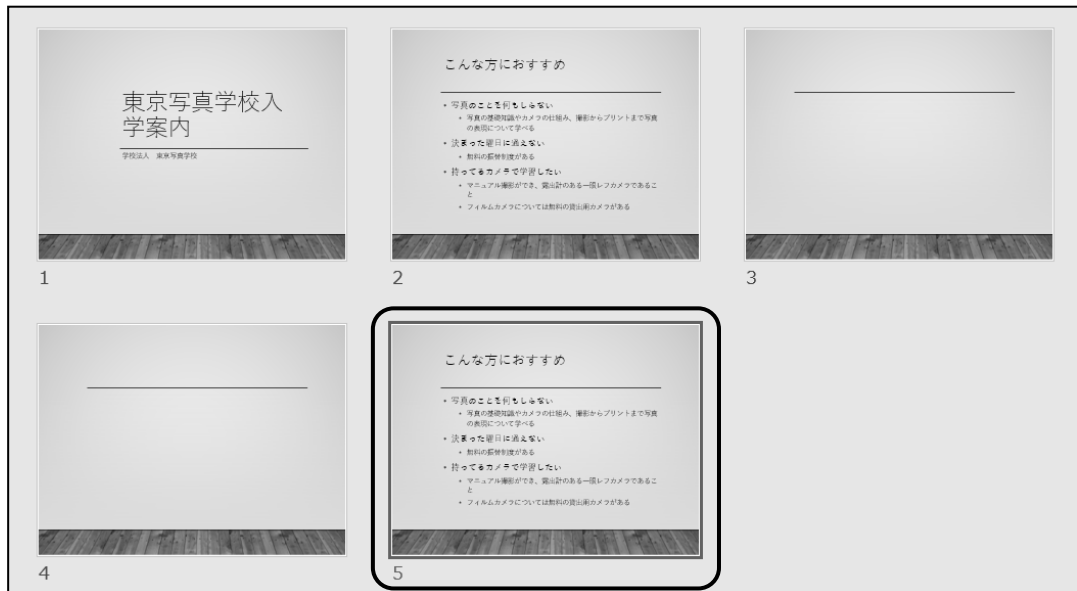 東京写真学校入
学案内
学校法人 東京写真学校
1
こんな方におすすめ
• 写真のことを何もしらない
• 写真の基礎知識やカメラの仕組み、撮影からプリントまで写真
の表現について学べる
• 決まった曜日に通えない
• 無料の振替制度がある
• 持ってるカメラで学習したい
• マニュアル撮影ができ、露出計のある一眼レフカメラであるこ
と
• フィルムカメラについては無料の貸出用カメラがある
2
3
4
こんな方におすすめ
• 写真のことを何もしらない
• 写真の基礎知識やカメラの仕組み、撮影からプリントまで写真
の表現について学べる
• 決まった曜日に通えない
• 無料の振替制度がある
• 持ってるカメラで学習したい
• マニュアル撮影ができ、露出計のある一眼レフカメラであるこ
と
• フィルムカメラについては無料の貸出用カメラがある
5